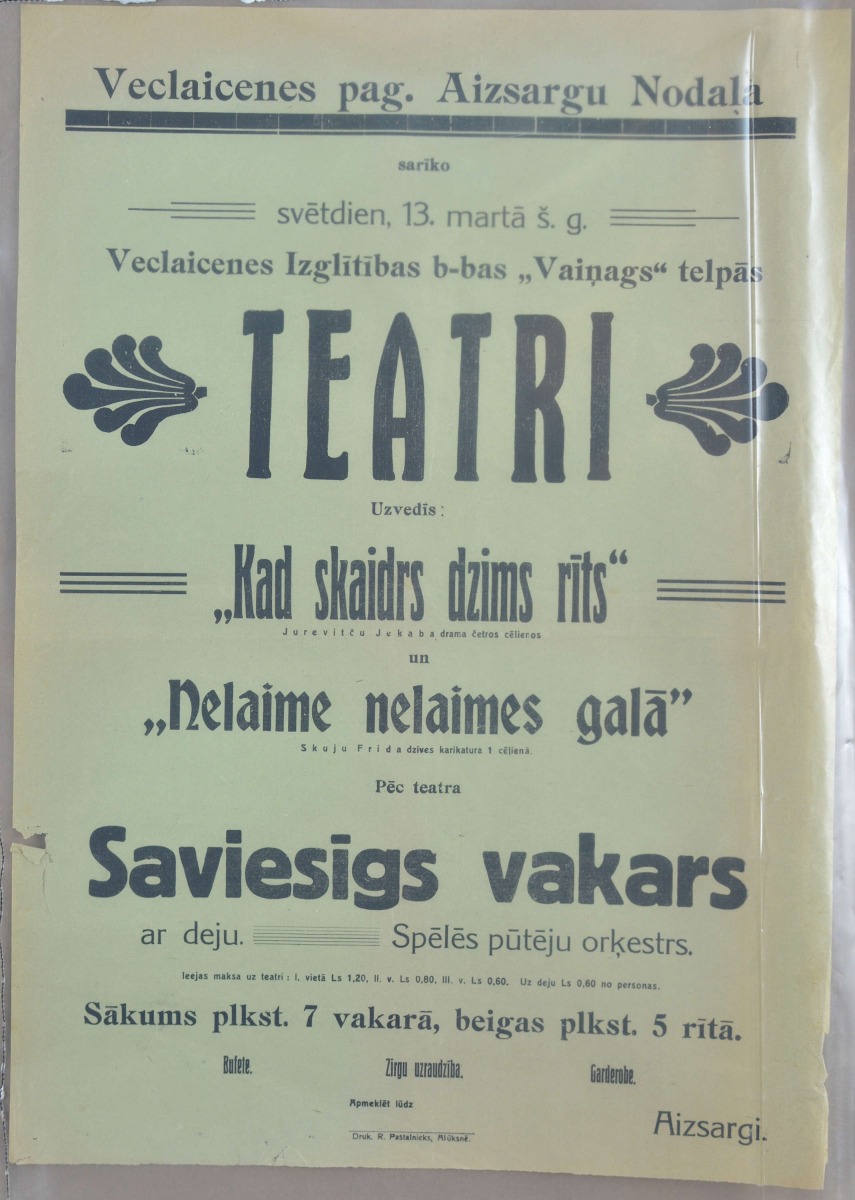 Veclaicenes pag. Aizsargu Nodaļa
sarīko
svētdien, 13. martā š. g.
Veclaicenes Izglītības b-bas „Vaiņags“ telpās
TEATRI
Uzvedīs:
„Kad skaidrs dzims rīts“
Jurevitču Jekaba drama četros cēlienos
un
„Nelaime nelaimes galā”
Skuju Frida dzives karikatura 1 cēlienā.
Pēc teatra
Saviesīgs vakars
ar deju. Spēlēs pūtēju orķestrs.
Ieejas maksa uz teatri: I. vietā Ls 1,20, II. v. Ls 0,80, III. v. Ls 0,60. Uz deju Ls 0,60 no personas.
Sākums plkst. 7 vakarā, beigas plkst. 5 rītā.
Bufete. Zirgu uzraudzība. Garderobe.
Apmeklēt lūdz
Aizsargi.
Druk. R. Pastalnieks, Alūksnē.